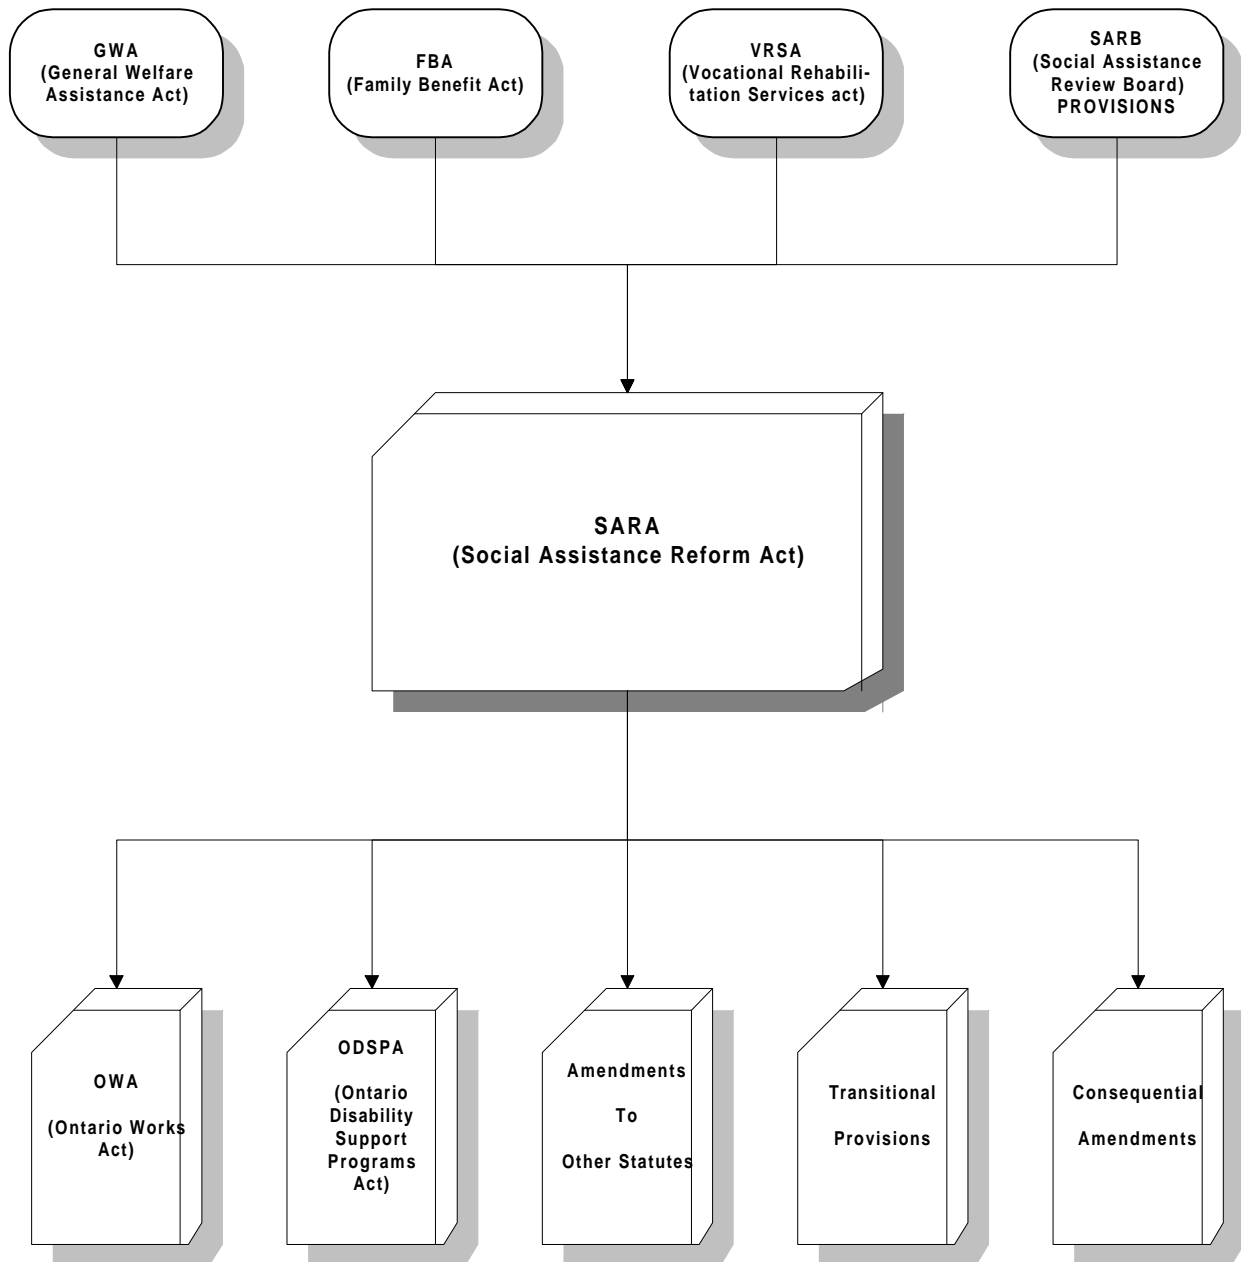 GWA
(General Welfare
Assistance Act)
FBA
(Family Benefit Act)
VRSA
(Vocational Rehabili-
tation Services act)
SARB
(Social Assistance
Review Board)
PROVISIONS
SARA
(Social Assistance Reform Act)
OWA
(Ontario Works
Act)
ODSPA
(Ontario
Disability
Support
Programs
Act)
Amendments
To
Other Statutes
Transitional
Provisions
Consequential
Amendments